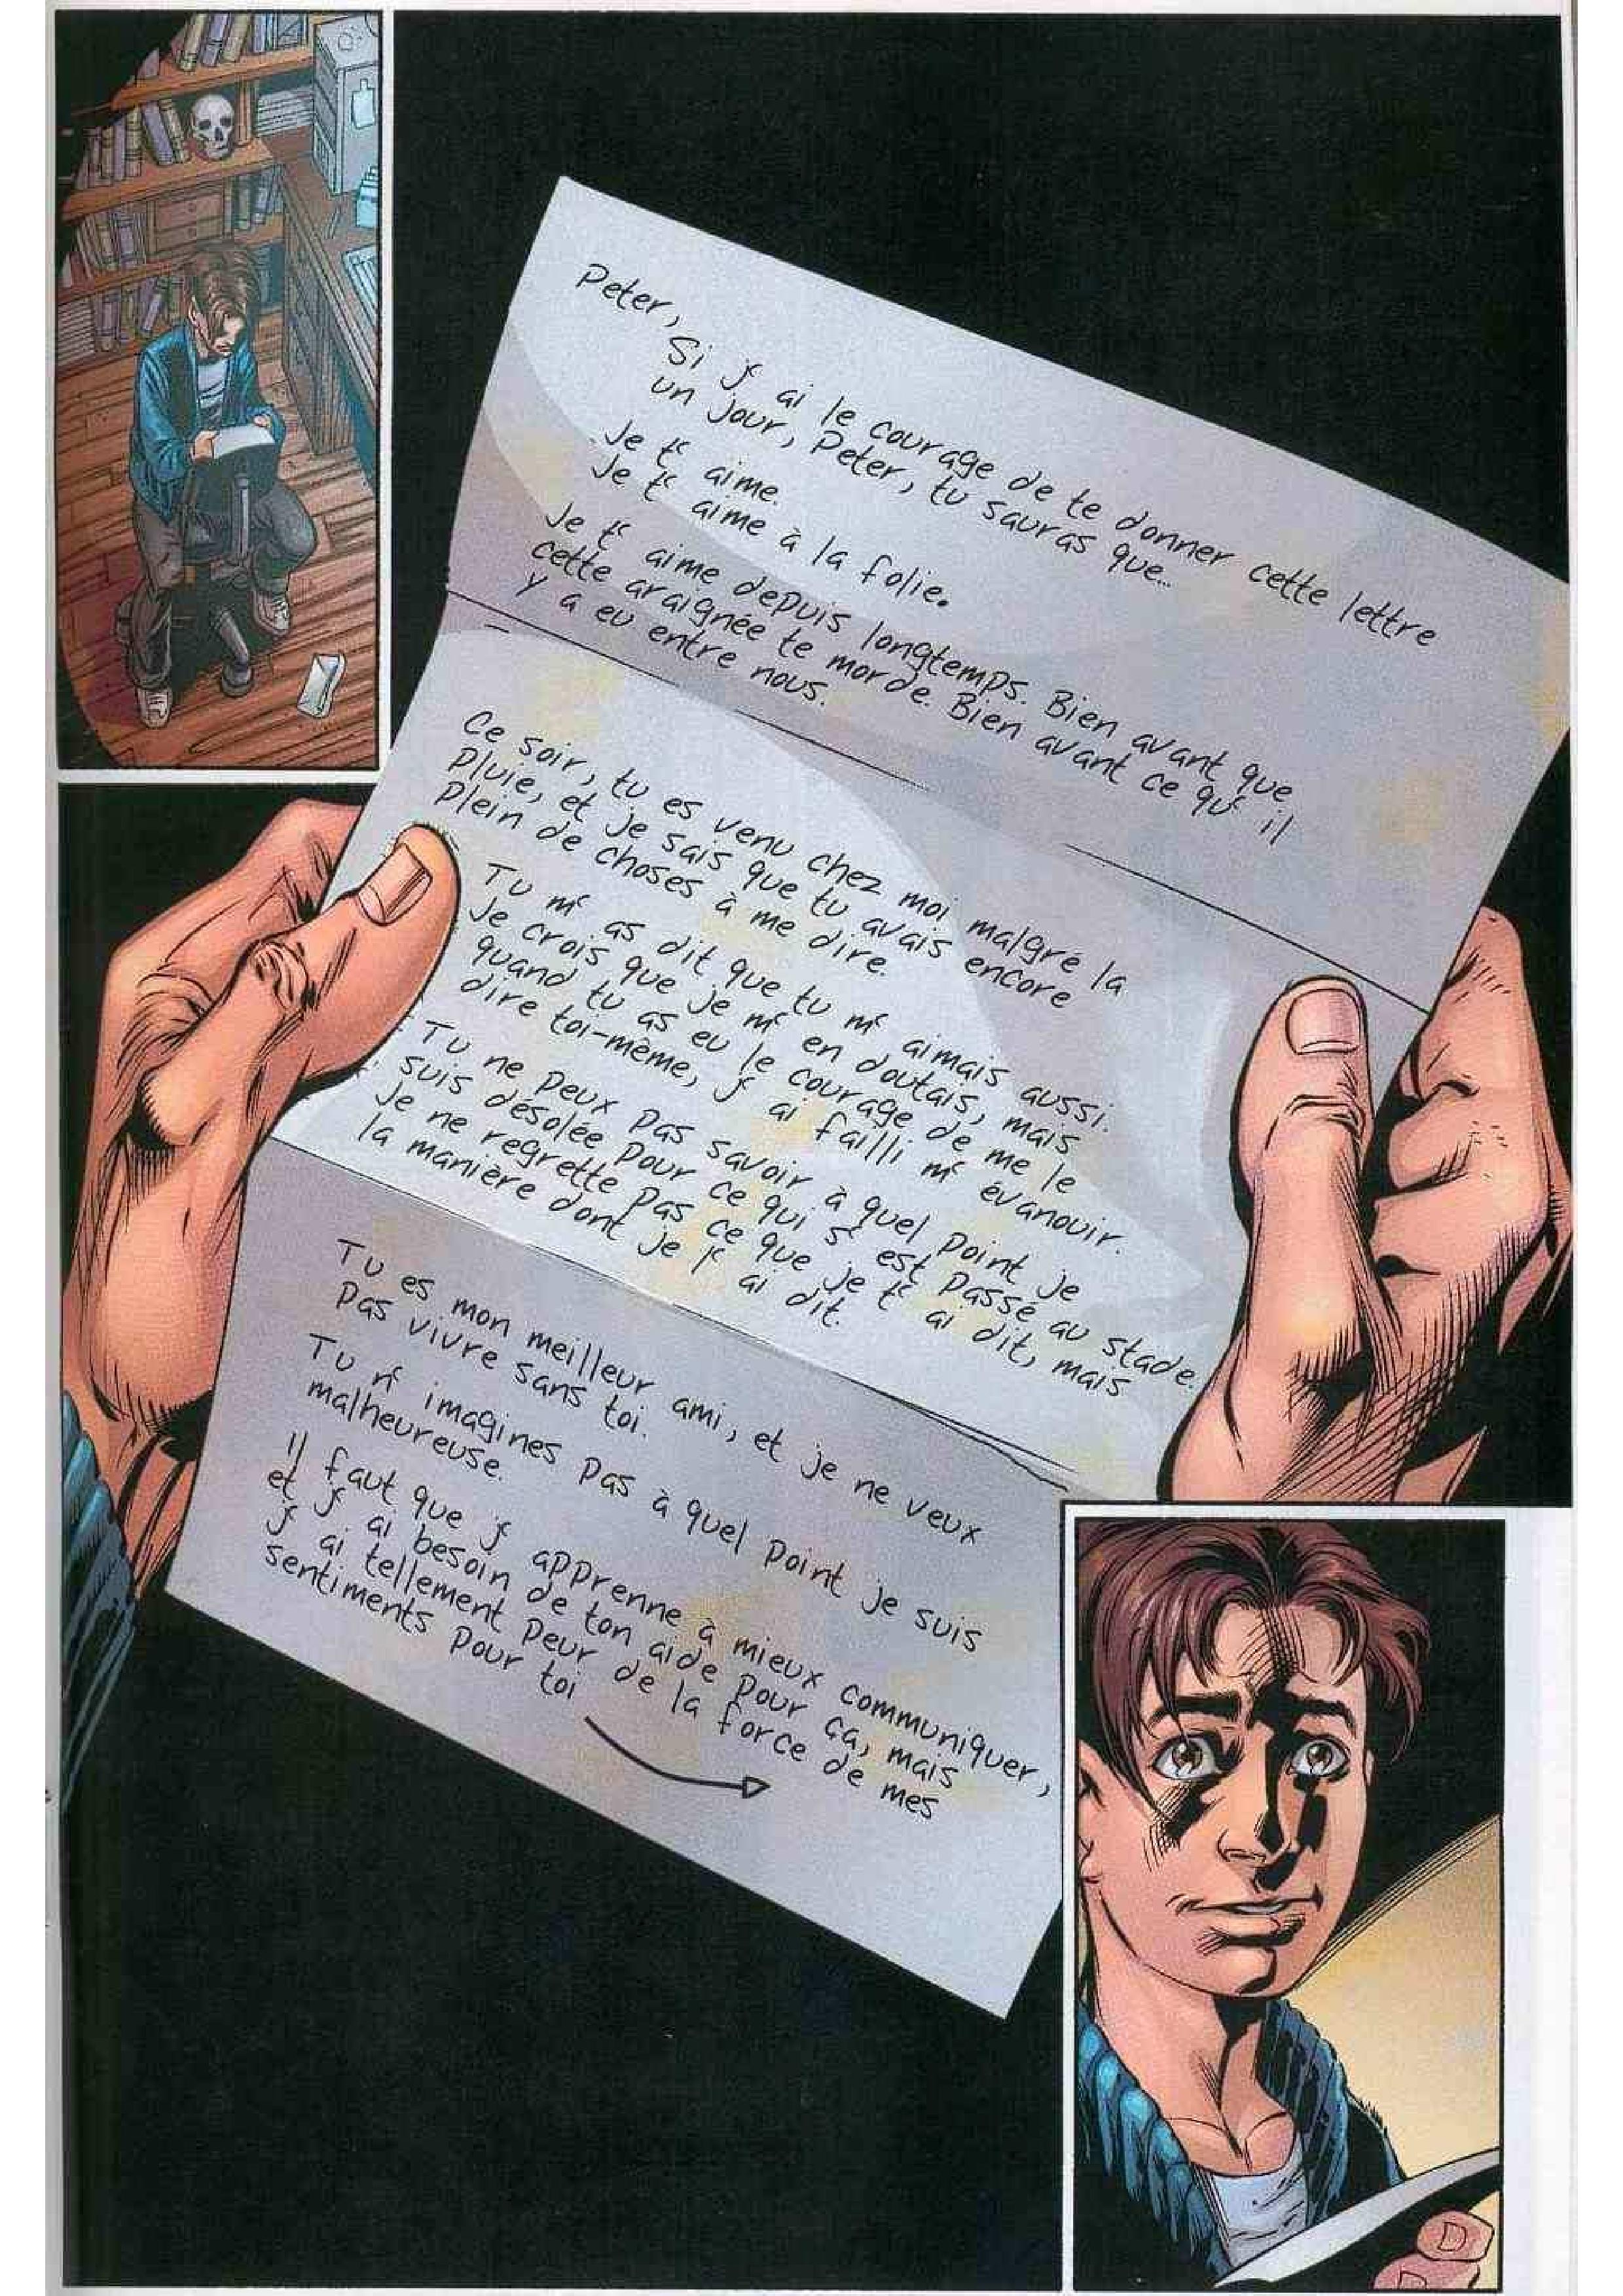 Peter,
Si j'ai le courage de te donner cette lettre
un jour, Peter, tu sauras que...
Je t'aime.
Je t'aime à la folie.
Je t'aime depuis longtemps. Bien avant que
cette araignée te morde. Bien avant ce qu'il
y a eu entre nous.
Ce soir, tu es venu chez moi malgré la
pluie, et je sais que tu avais encore
plein de choses à me dire.
Tu m'as dit que tu m'aimais aussi.
Je crois que je m'en doutais, mais
quand tu as eu le courage de me le
dire toi-même, j'ai failli m'évanouir.
Tu ne peux pas savoir à quel point je
suis désolée pour ce qui s'est passé au stade.
Je ne regrette pas ce que je t'ai dit, mais
la manière dont je l'ai dit.
Tu es mon meilleur ami, et je ne veux
pas vivre sans toi.
Tu n'imagines pas à quel point je suis
malheureuse.
Il faut que j'apprenne à mieux communiquer,
et j'ai besoin de ton aide pour ça, mais
j'ai tellement peur de la force de mes
sentiments pour toi